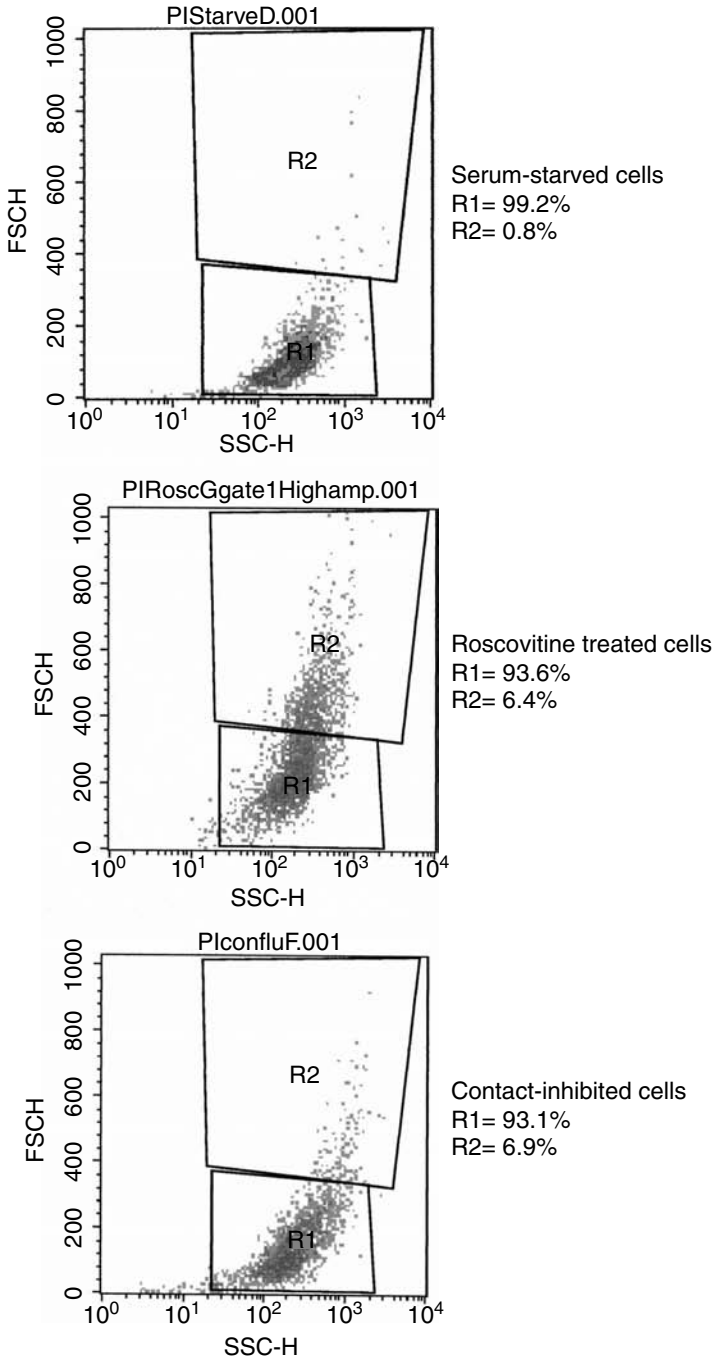 PIStarveD.001
1000
800
600
400
200
0
FSCH
R2
R1
10^0 10^1 10^2 10^3 10^4
SSC-H
Serum-starved cells
R1= 99.2%
R2= 0.8%
PIRoscGgate1Highamp.001
1000
800
600
400
200
0
FSCH
R2
R1
10^0 10^1 10^2 10^3 10^4
SSC-H
Roscovitine treated cells
R1= 93.6%
R2= 6.4%
PIconfluF.001
1000
800
600
400
200
0
FSCH
R2
R1
10^0 10^1 10^2 10^3 10^4
SSC-H
Contact-inhibited cells
R1= 93.1%
R2= 6.9%